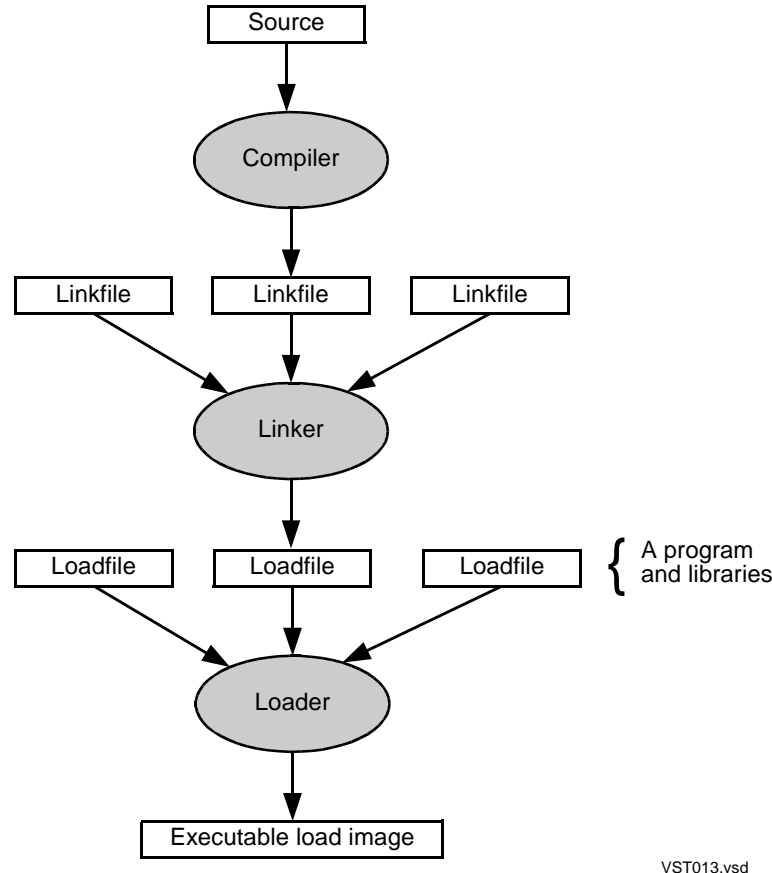 Source
Compiler
Linkfile
Linkfile
Linkfile
Linker
Loadfile
Loadfile
Loadfile
{ A program
and libraries
Loader
Executable load image
VST013.vsd